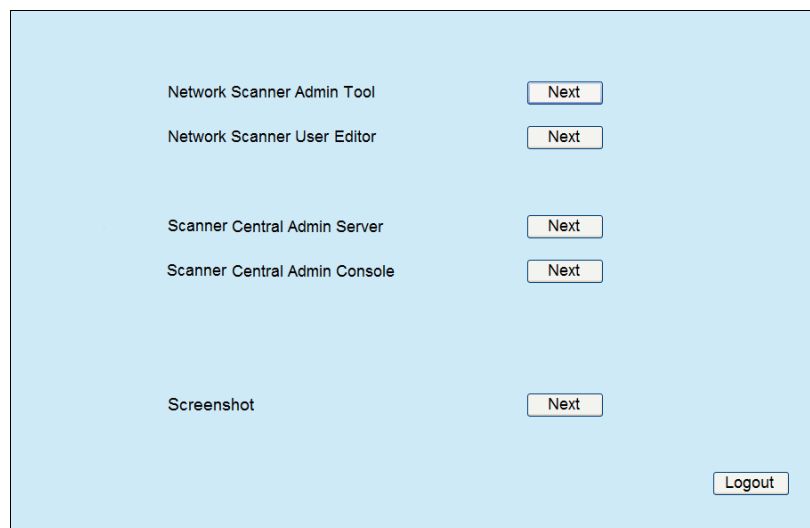 Network Scanner Admin Tool Next
Network Scanner User Editor Next
Scanner Central Admin Server Next
Scanner Central Admin Console Next
Screenshot Next
Logout